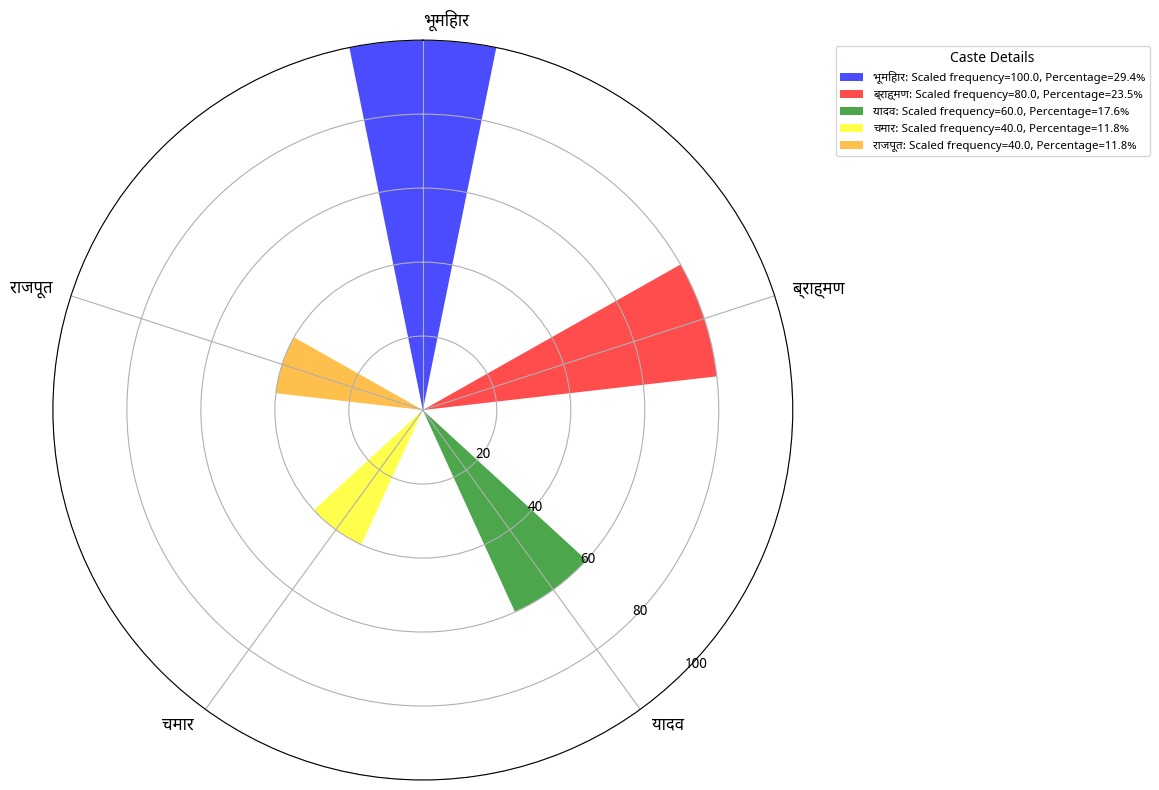 भूमिहार
Caste Details
भूमिहार: Scaled frequency=100.0, Percentage=29.4%
ब्राह्मण: Scaled frequency=80.0, Percentage=23.5%
यादव: Scaled frequency=60.0, Percentage=17.6%
चमार: Scaled frequency=40.0, Percentage=11.8%
राजपूत: Scaled frequency=40.0, Percentage=11.8%
राजपूत
ब्राह्मण
20
40
60
80
100
चमार
यादव